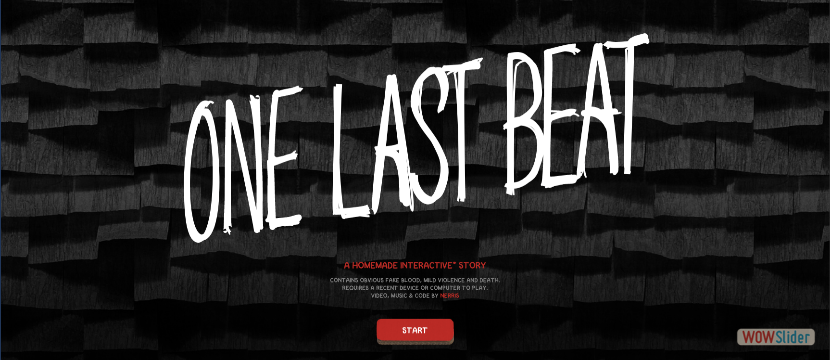 ONE LAST BEAT
A HOMEMADE INTERACTIVE* STORY
CONTAINS OBVIOUS FAKE BLOOD, MILD VIOLENCE AND DEATH.
REQUIRES A RECENT DEVICE OR COMPUTER TO PLAY.
VIDEO, MUSIC & CODE BY
START
WOWSlider